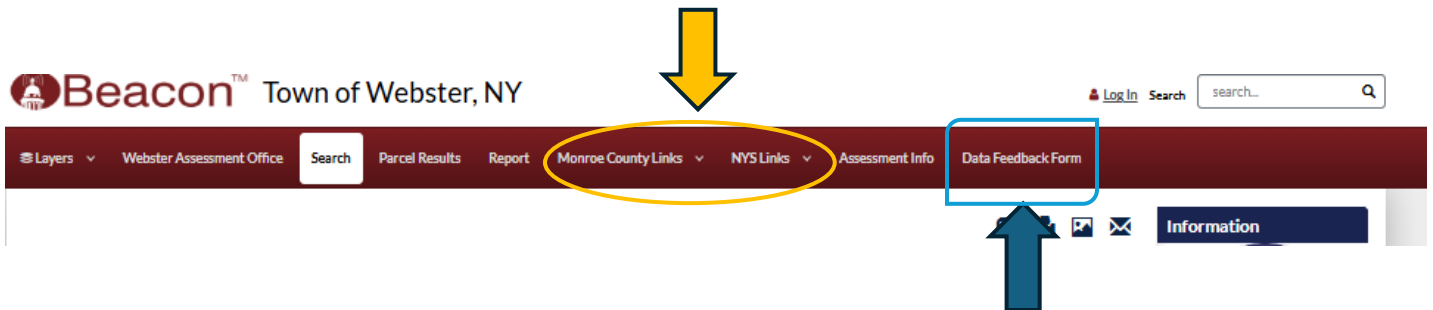 Beacon™ Town of Webster, NY
Log In Search search...
Layers Webster Assessment Office Search Parcel Results Report Monroe County Links NYS Links Assessment Info Data Feedback Form
Information